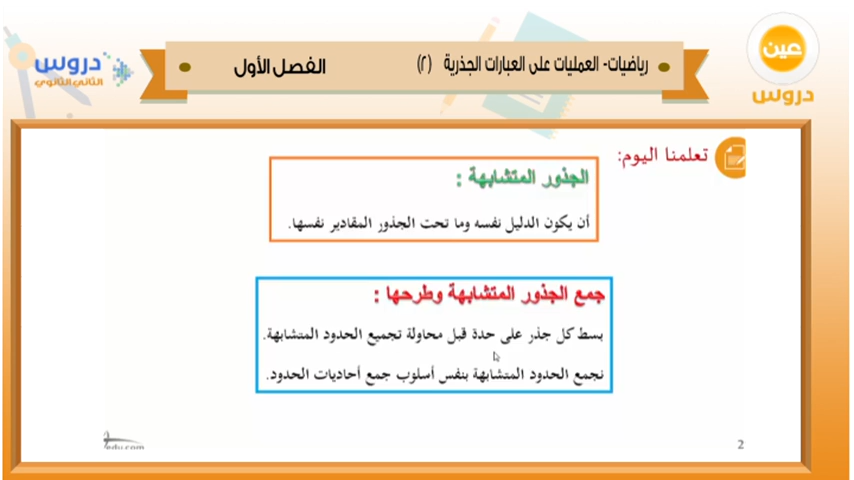 دروس
الثاني الثانوي
رياضيات- العمليات على العبارات الجذرية (٢)
الفصل الأول
عين
دروس
تعلمنا اليوم:
الجذور المتشابهة :
أن يكون الدليل نفسه وما تحت الجذور المقادير نفسها.
جمع الجذور المتشابهة وطرحها :
بسط كل جذر على حدة قبل محاولة تجميع الحدود المتشابهة.
نجمع الحدود المتشابهة بنفس أسلوب جمع أحاديات الحدود.
edu.com
2